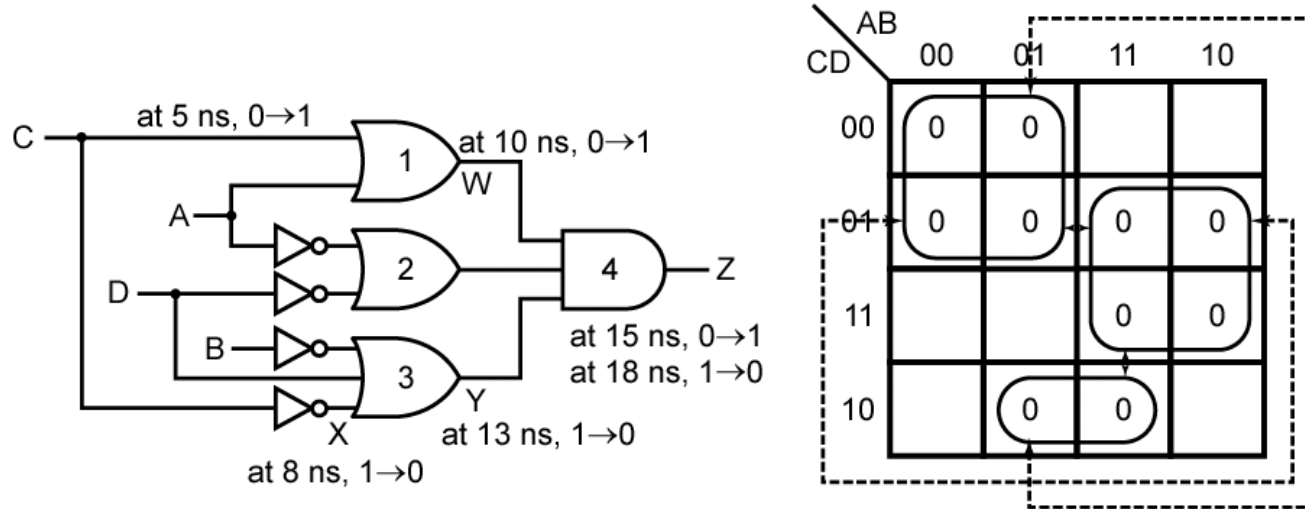 C
at 5 ns, 0→1
1
at 10 ns, 0→1
W
A
2
D
4
Z
B
3
at 15 ns, 0→1
at 18 ns, 1→0
X
Y
at 13 ns, 1→0
at 8 ns, 1→0
AB
CD
00 01 11 10
00 0 0
01 0 0 0 0
11 0 0
10 0 0